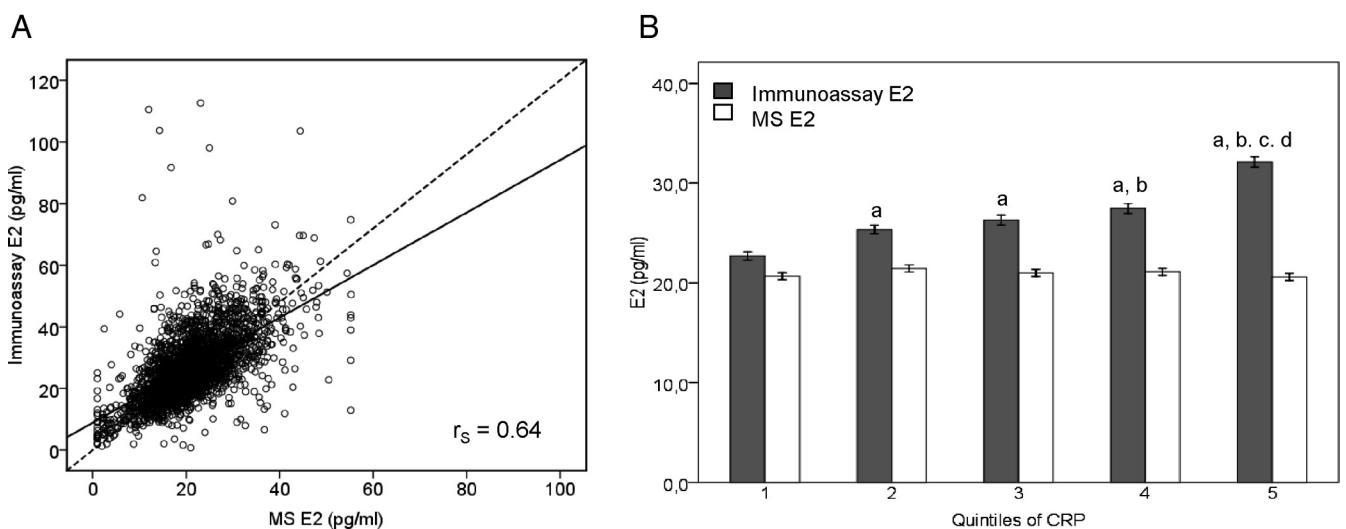 A
Immunoassay E2 (pg/ml)
120
100
80
60
40
20
0
0 20 40 60 80 100
MS E2 (pg/ml)
rS = 0.64
B
E2 (pg/ml)
40,0
30,0
20,0
10,0
0,0
Immunoassay E2
MS E2
a
a
a, b
a, b. c. d
1 2 3 4 5
Quintiles of CRP